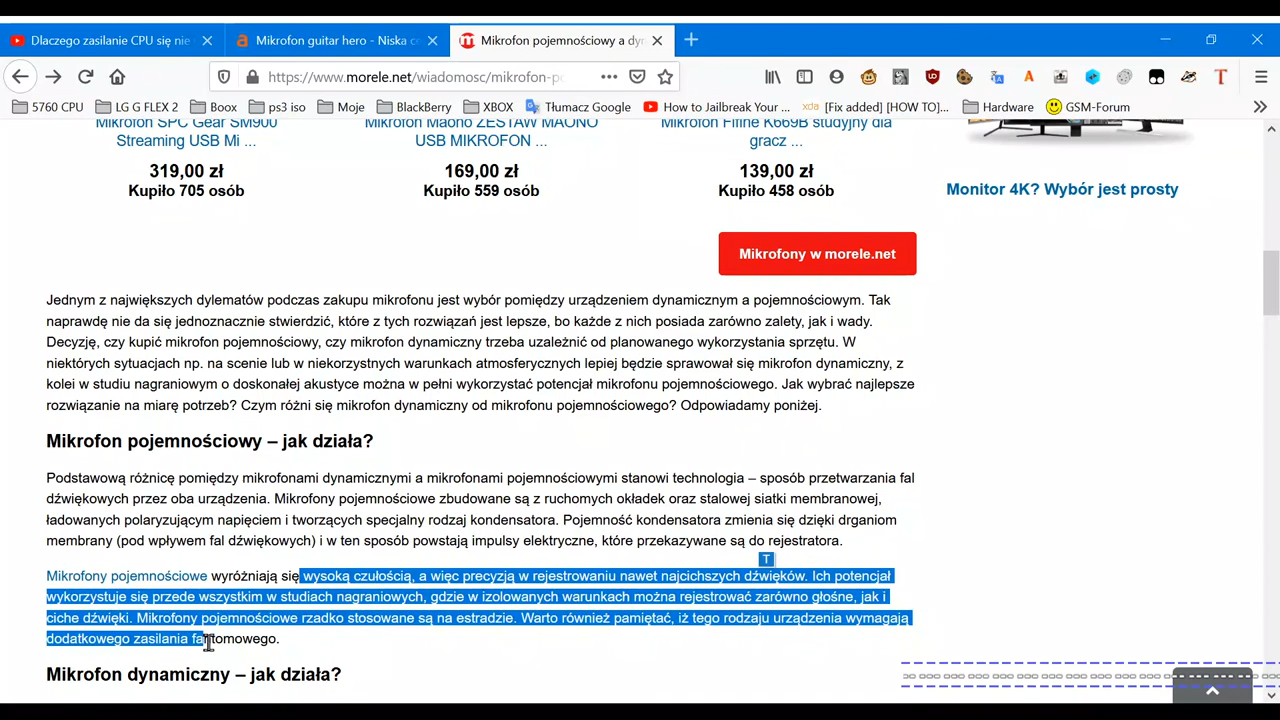 Dlaczego zasilanie CPU się nie
Mikrofon guitar hero - Niska c
Mikrofon pojemnościowy a dy
https://www.morele.net/wiadomosc/mikrofon-p
5760 CPU
LG G FLEX 2
Boox
ps3 iso
Moje
BlackBerry
XBOX
Tłumacz Google
How to Jailbreak Your ...
xda [Fix added] [HOW TO]...
Hardware
GSM-Forum
Mikrofon SPC Gear SM900 Mikrofon Maono ZESTAW MAONO Mikrofon Fifine K669B studyjny dla
Streaming USB Mi ... USB MIKROFON ... gracz ...
319,00 zł 169,00 zł 139,00 zł
Kupiło 705 osób Kupiło 559 osób Kupiło 458 osób
Monitor 4K? Wybór jest prosty
Mikrofony w morele.net
Jednym z największych dylematów podczas zakupu mikrofonu jest wybór pomiędzy urządzeniem dynamicznym a pojemnościowym. Tak
naprawdę nie da się jednoznacznie stwierdzić, które z tych rozwiązań jest lepsze, bo każde z nich posiada zarówno zalety, jak i wady.
Decyzję, czy kupić mikrofon pojemnościowy, czy mikrofon dynamiczny trzeba uzależnić od planowanego wykorzystania sprzętu. W
niektórych sytuacjach np. na scenie lub w niekorzystnych warunkach atmosferycznych lepiej będzie sprawował się mikrofon dynamiczny, z
kolei w studiu nagraniowym o doskonałej akustyce można w pełni wykorzystać potencjał mikrofonu pojemnościowego. Jak wybrać najlepsze
rozwiązanie na miarę potrzeb? Czym różni się mikrofon dynamiczny od mikrofonu pojemnościowego? Odpowiadamy poniżej.
Mikrofon pojemnościowy – jak działa?
Podstawową różnicę pomiędzy mikrofonami dynamicznymi a mikrofonami pojemnościowymi stanowi technologia – sposób przetwarzania fal
dźwiękowych przez oba urządzenia. Mikrofony pojemnościowe zbudowane są z ruchomych okładek oraz stalowej siatki membranowej,
ładowanych polaryzującym napięciem i tworzących specjalny rodzaj kondensatora. Pojemność kondensatora zmienia się dzięki drganiom
membrany (pod wpływem fal dźwiękowych) i w ten sposób powstają impulsy elektryczne, które przekazywane są do rejestratora.
T
Mikrofony pojemnościowe wyróżniają się wysoką czułością, a więc precyzją w rejestrowaniu nawet najcichszych dźwięków. Ich potencjał
wykorzystuje się przede wszystkim w studiach nagraniowych, gdzie w izolowanych warunkach można rejestrować zarówno głośne, jak i
ciche dźwięki. Mikrofony pojemnościowe rzadko stosowane są na estradzie. Warto również pamiętać, iż tego rodzaju urządzenia wymagają
dodatkowego zasilania fantomowego.
Mikrofon dynamiczny – jak działa?